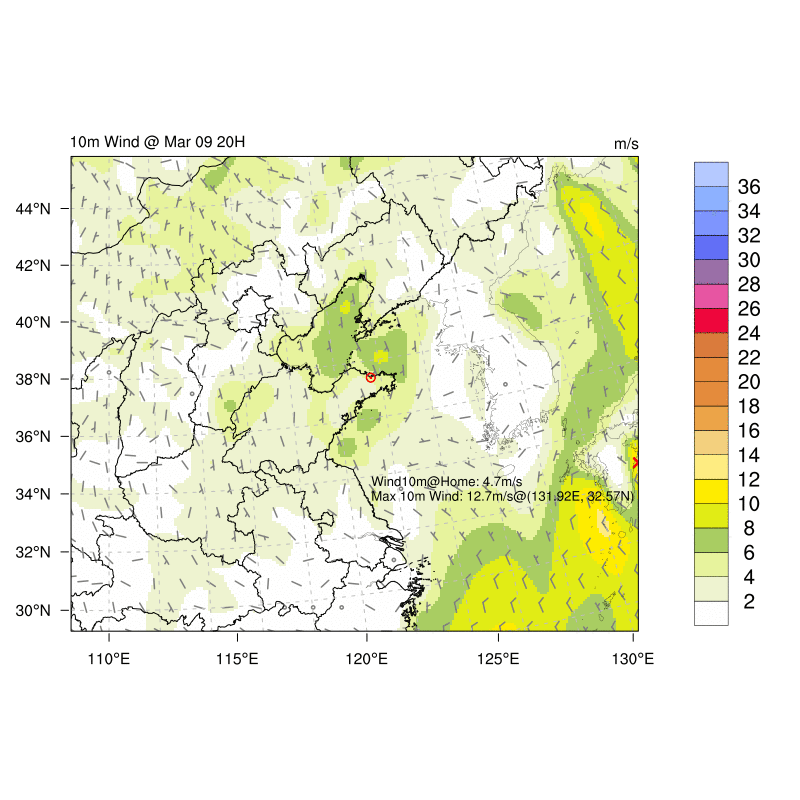 10m Wind @ Mar 09 20H
m/s
44°N
42°N
40°N
38°N
36°N
34°N
32°N
30°N
110°E
115°E
120°E
125°E
130°E
Wind10m@Home: 4.7m/s
Max 10m Wind: 12.7m/s@(131.92E, 32.57N)
36
34
32
30
28
26
24
22
20
18
16
14
12
10
8
6
4
2